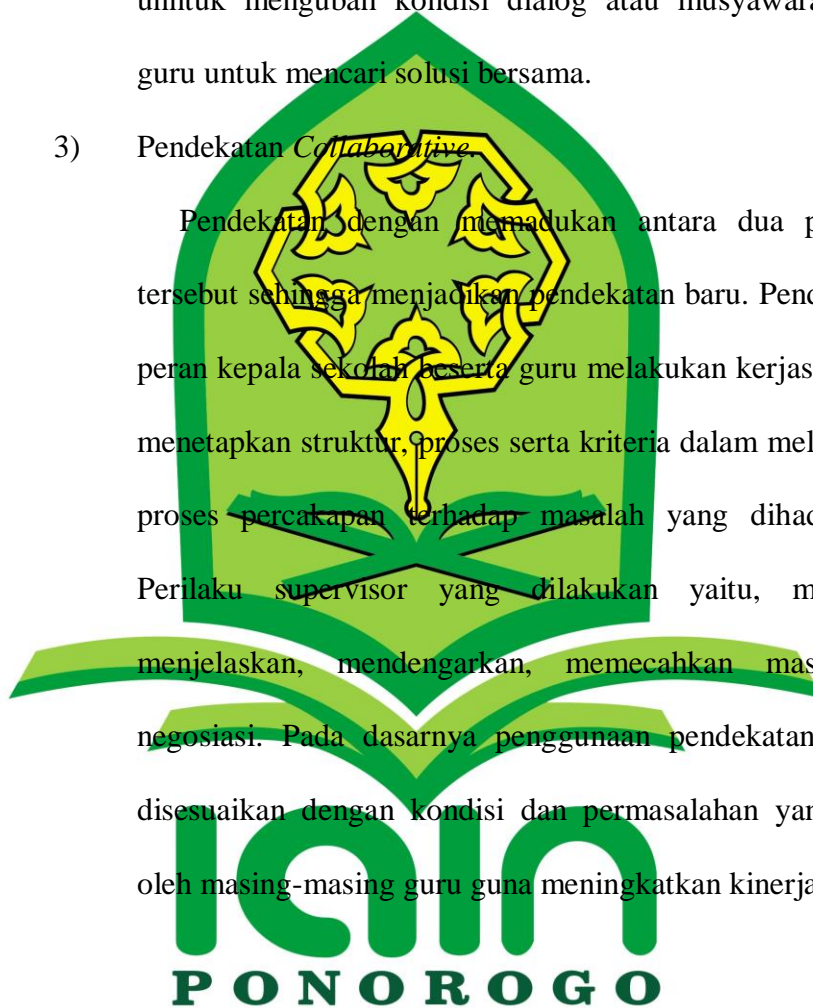 unntuk mengubah kondisi dialog atau musyawara
guru untuk mencari solusi bersama.
3) Pendekatan Collaborative.
Pendekatan dengan memadukan antara dua p
tersebut sehingga menjadikan pendekatan baru. Pend
peran kepala sekolah beserta guru melakukan kerjas
menetapkan struktur, proses serta kriteria dalam mel
proses percakapan terhadap masalah yang dihad
Perilaku supervisor yang dilakukan yaitu, m
menjelaskan, mendengarkan, memecahkan mas
negosiasi. Pada dasarnya penggunaan pendekatan
disesuaikan dengan kondisi dan permasalahan yan
oleh masing-masing guru guna meningkatkan kinerja
iain
PONOROGO